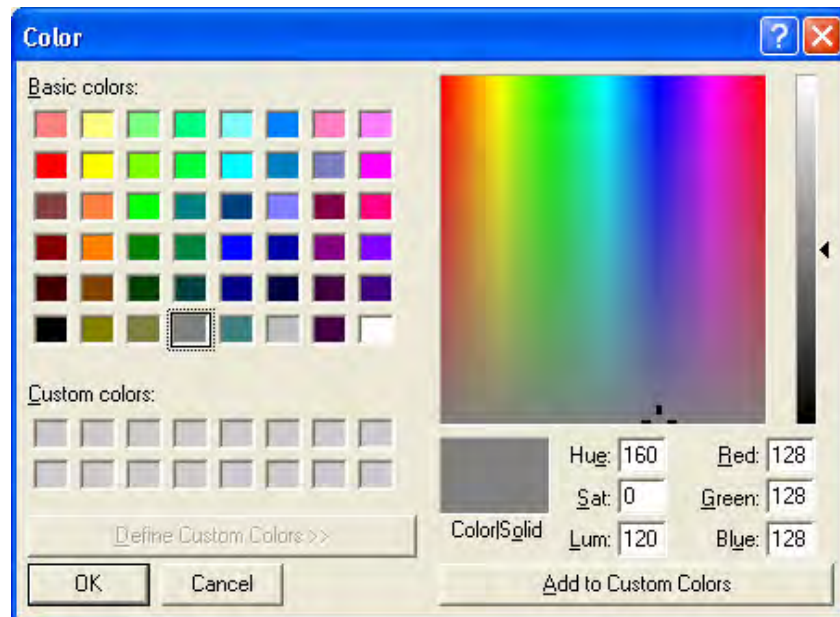 Color
?
Basic colors:
Custom colors:
Define Custom Colors >>
OK
Cancel
Color|Solid
Hue: 160
Sat: 0
Lum: 120
Red: 128
Green: 128
Blue: 128
Add to Custom Colors